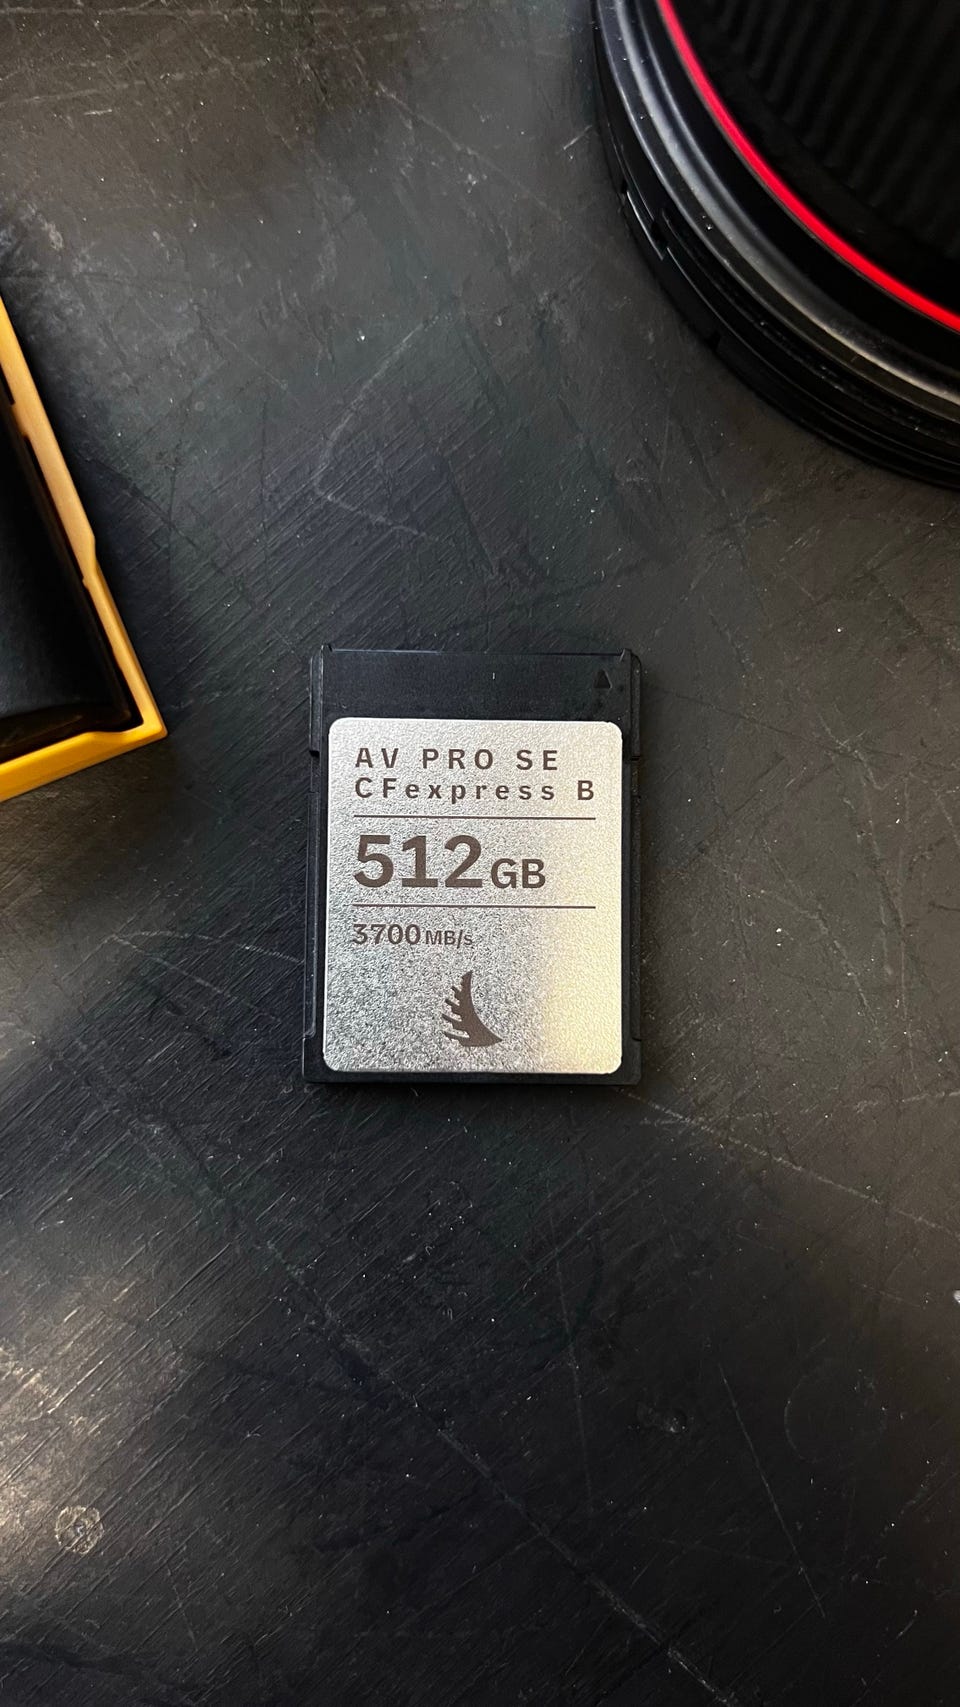 AV PRO SE
CFexpress B
512GB
3700MB/s